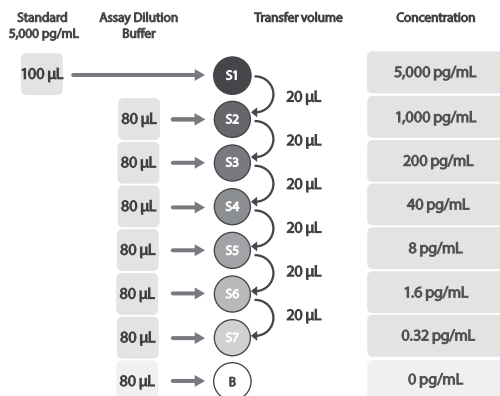 Standard
5,000 pg/mL
Assay Dilution
Buffer
Transfer volume
Concentration
100 µL
S1
5,000 pg/mL
20 µL
80 µL
S2
1,000 pg/mL
20 µL
80 µL
S3
200 pg/mL
20 µL
80 µL
S4
40 pg/mL
20 µL
80 µL
S5
8 pg/mL
20 µL
80 µL
S6
1.6 pg/mL
20 µL
80 µL
S7
0.32 pg/mL
80 µL
B
0 pg/mL